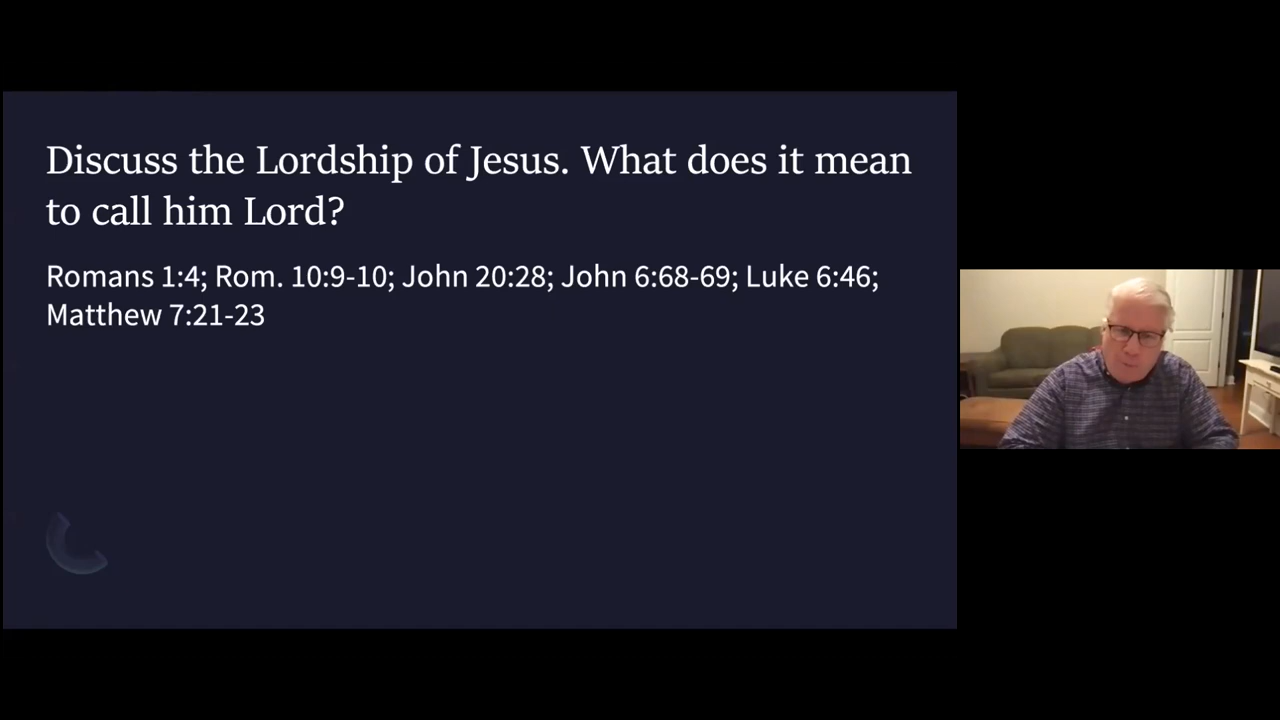 Discuss the Lordship of Jesus. What does it mean
to call him Lord?
Romans 1:4; Rom. 10:9-10; John 20:28; John 6:68-69; Luke 6:46;
Matthew 7:21-23